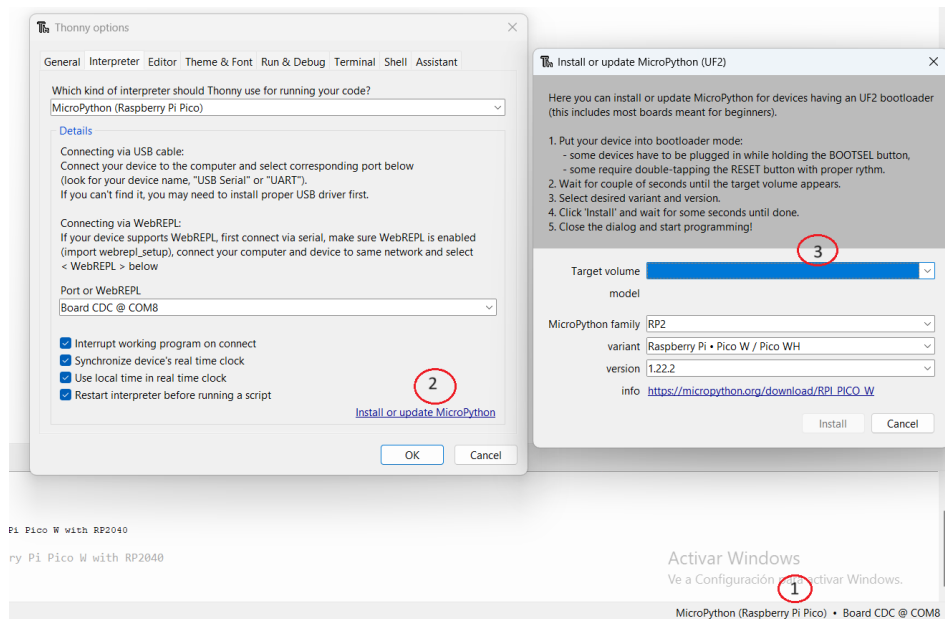 Thonny options
General Interpreter Editor Theme & Font Run & Debug Terminal Shell Assistant
Which kind of interpreter should Thonny use for running your code?
MicroPython (Raspberry Pi Pico)
Details
Connecting via USB cable:
Connect your device to the computer and select corresponding port below
(look for your device name, "USB Serial" or "UART").
If you can't find it, you may need to install proper USB driver first.
Connecting via WebREPL:
If your device supports WebREPL, first connect via serial, make sure WebREPL is enabled
(import webrepl_setup), connect your computer and device to same network and select
< WebREPL > below
Port or WebREPL
Board CDC @ COM8
Interrupt working program on connect
Synchronize device's real time clock
Use local time in real time clock
Restart interpreter before running a script
2
Install or update MicroPython
OK Cancel
Install or update MicroPython (UF2)
Here you can install or update MicroPython for devices having an UF2 bootloader
(this includes most boards meant for beginners).
1. Put your device into bootloader mode:
- some devices have to be plugged in while holding the BOOTSEL button,
- some require double-tapping the RESET button with proper rythm.
2. Wait for couple of seconds until the target volume appears.
3. Select desired variant and version.
4. Click 'Install' and wait for some seconds until done.
5. Close the dialog and start programming!
3
Target volume
model
MicroPython family RP2
variant Raspberry Pi • Pico W / Pico WH
version 1.22.2
info https://micropython.org/download/RPI_PICO_W
Install Cancel
Pi Pico W with RP2040
ry Pi Pico W with RP2040
Activar Windows
Ve a Configuración para activar Windows.
1
MicroPython (Raspberry Pi Pico) • Board CDC @ COM8